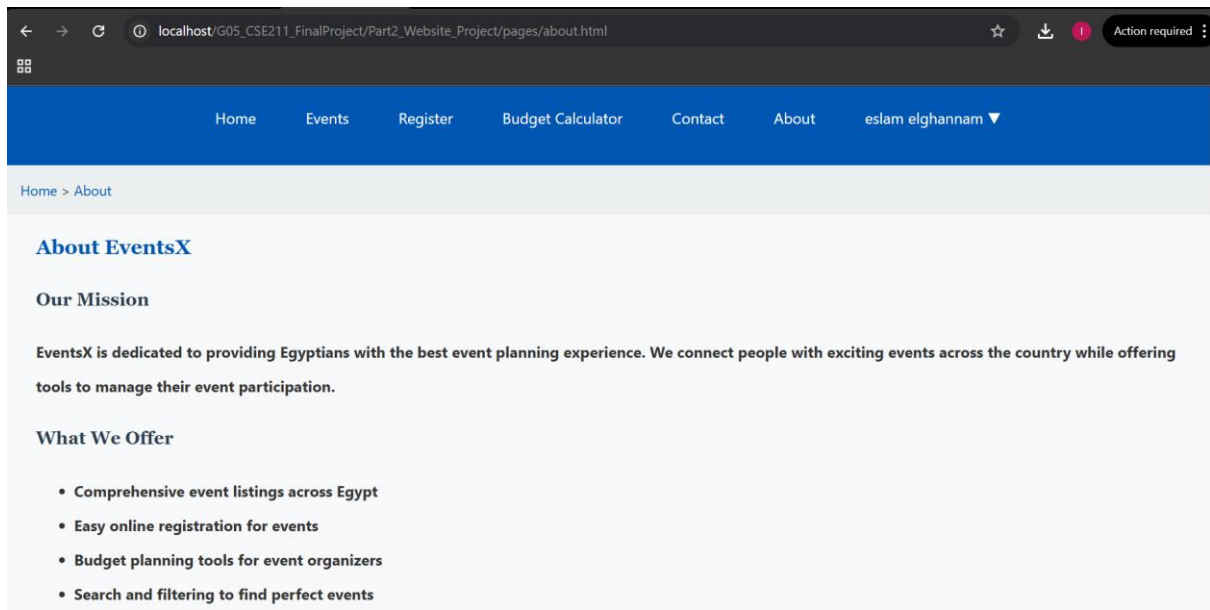 localhost/G05_CSE211_FinalProject/Part2_Website_Project/pages/about.html
I
Action required
Home Events Register Budget Calculator Contact About eslam elghannam ▼
Home > About
About EventsX
Our Mission
EventsX is dedicated to providing Egyptians with the best event planning experience. We connect people with exciting events across the country while offering
tools to manage their event participation.
What We Offer
• Comprehensive event listings across Egypt
• Easy online registration for events
• Budget planning tools for event organizers
• Search and filtering to find perfect events